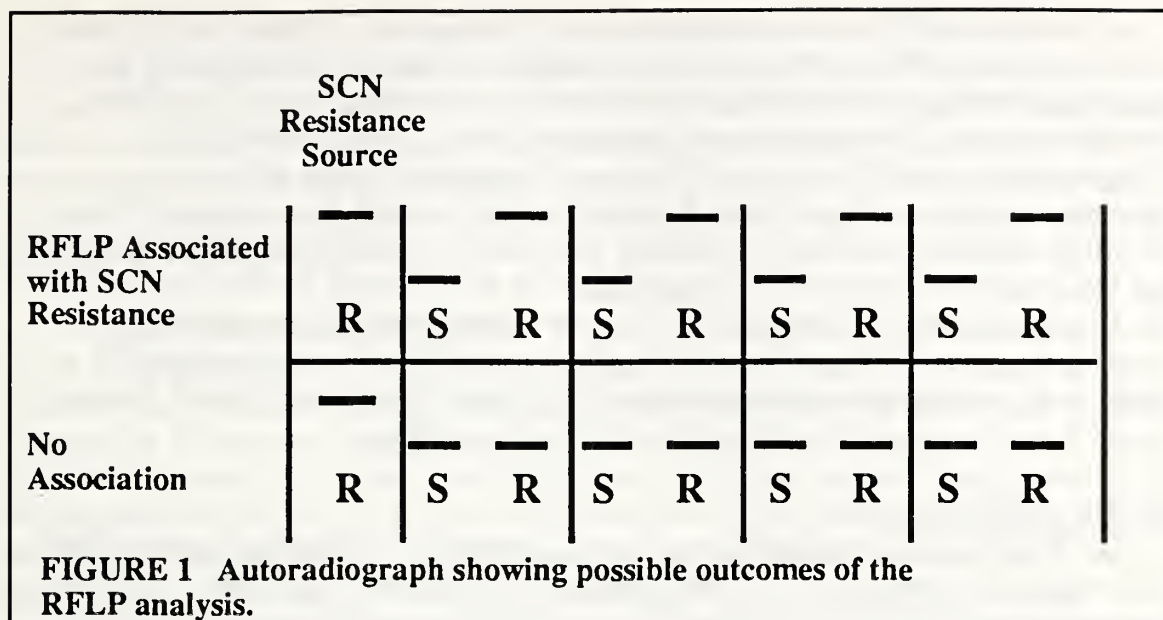 SCN
Resistance
Source
RFLP Associated
with SCN
Resistance
R S R S R S R S R
No
Association
R S R S R S R S R
FIGURE 1 Autoradiograph showing possible outcomes of the
RFLP analysis.